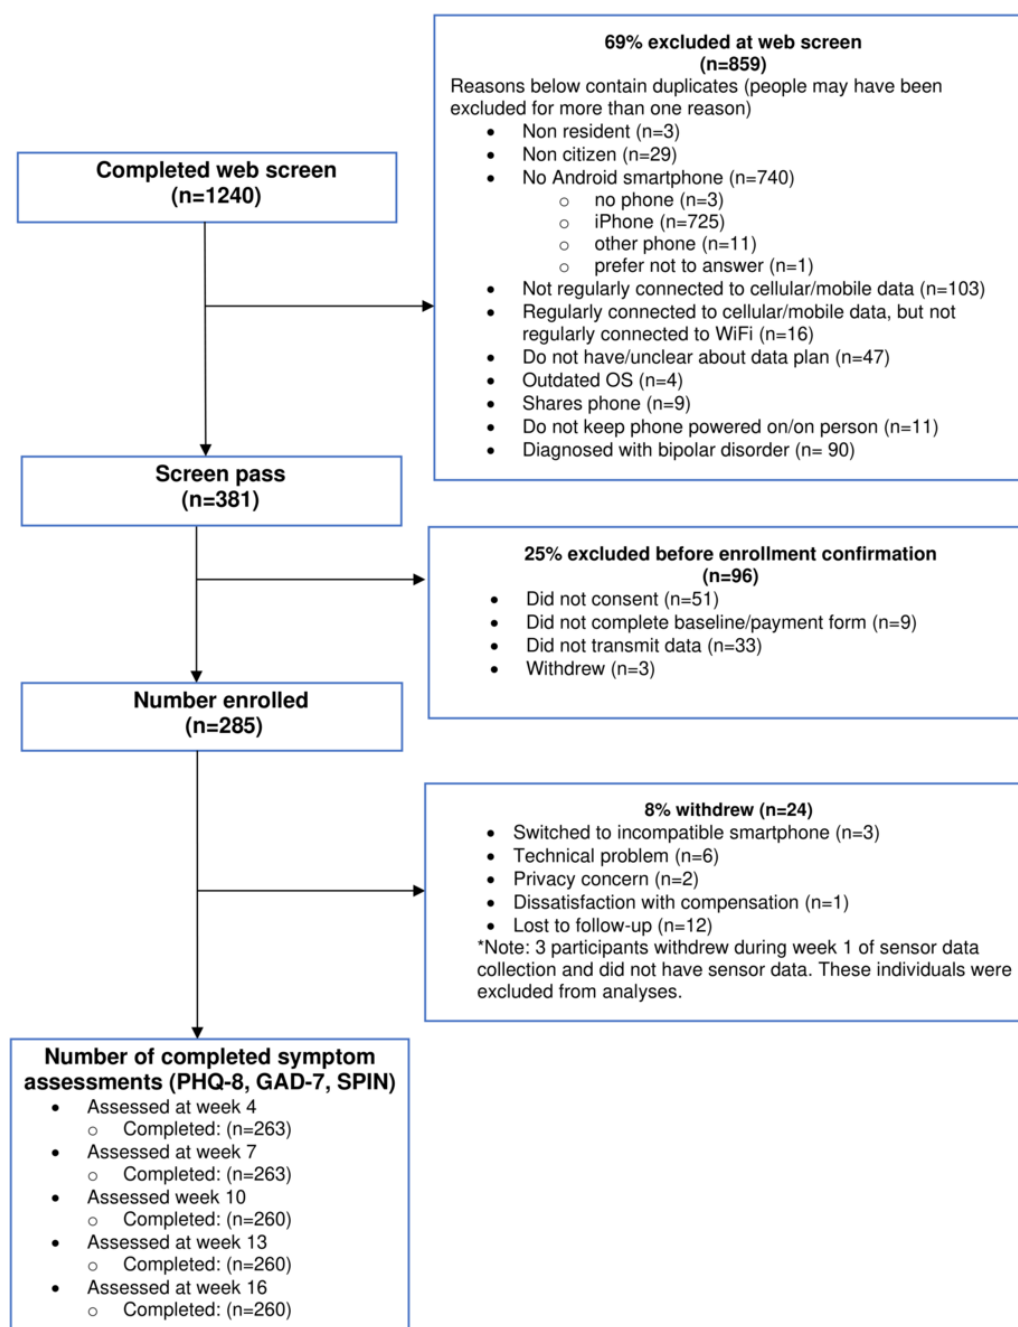 69% excluded at web screen
(n=859)
Reasons below contain duplicates (people may have been
excluded for more than one reason)
• Non resident (n=3)
• Non citizen (n=29)
• No Android smartphone (n=740)
o no phone (n=3)
o iPhone (n=725)
o other phone (n=11)
o prefer not to answer (n=1)
• Not regularly connected to cellular/mobile data (n=103)
• Regularly connected to cellular/mobile data, but not
regularly connected to WiFi (n=16)
• Do not have/unclear about data plan (n=47)
• Outdated OS (n=4)
• Shares phone (n=9)
• Do not keep phone powered on/on person (n=11)
• Diagnosed with bipolar disorder (n= 90)
Completed web screen
(n=1240)
Screen pass
(n=381)
25% excluded before enrollment confirmation
(n=96)
• Did not consent (n=51)
• Did not complete baseline/payment form (n=9)
• Did not transmit data (n=33)
• Withdrew (n=3)
Number enrolled
(n=285)
8% withdrew (n=24)
• Switched to incompatible smartphone (n=3)
• Technical problem (n=6)
• Privacy concern (n=2)
• Dissatisfaction with compensation (n=1)
• Lost to follow-up (n=12)
*Note: 3 participants withdrew during week 1 of sensor data
collection and did not have sensor data. These individuals were
excluded from analyses.
Number of completed symptom
assessments (PHQ-8, GAD-7, SPIN)
• Assessed at week 4
o Completed: (n=263)
• Assessed at week 7
o Completed: (n=263)
• Assessed week 10
o Completed: (n=260)
• Assessed at week 13
o Completed: (n=260)
• Assessed at week 16
o Completed: (n=260)